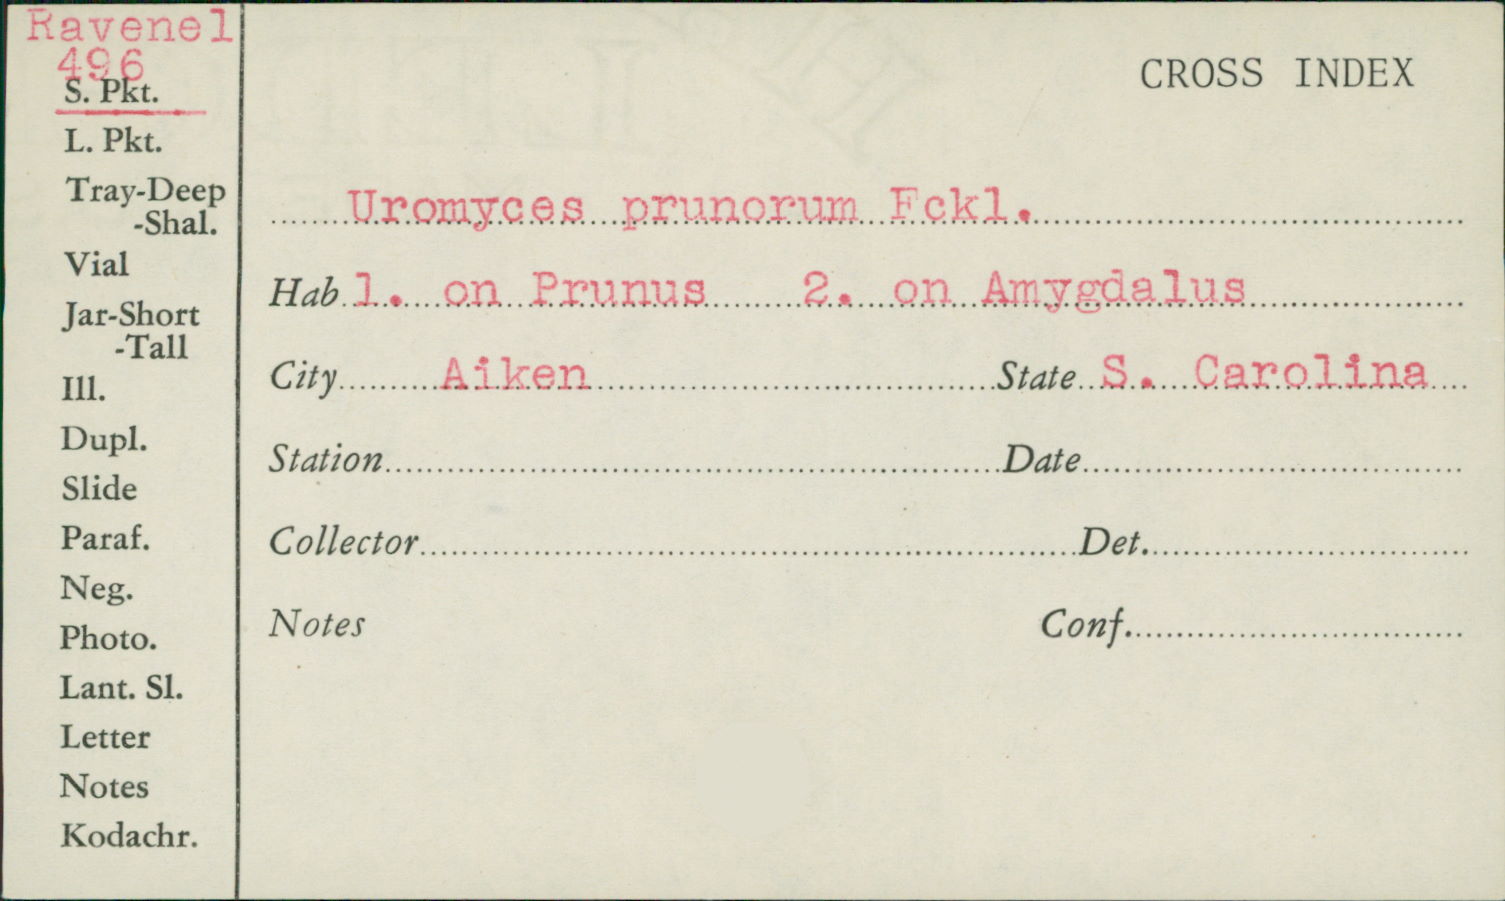 Ravenel
496
S. Pkt.
L. Pkt.
Tray-Deep
-Shal.
Vial
Jar-Short
-Tall
Ill.
Dupl.
Slide
Paraf.
Neg.
Photo.
Lant. Sl.
Letter
Notes
Kodachr.
CROSS INDEX
Uromyces prunorum Fckl.
Hab 1. on Prunus 2. on Amygdalus
City Aiken State S. Carolina
Station Date
Collector Det.
Notes Conf.